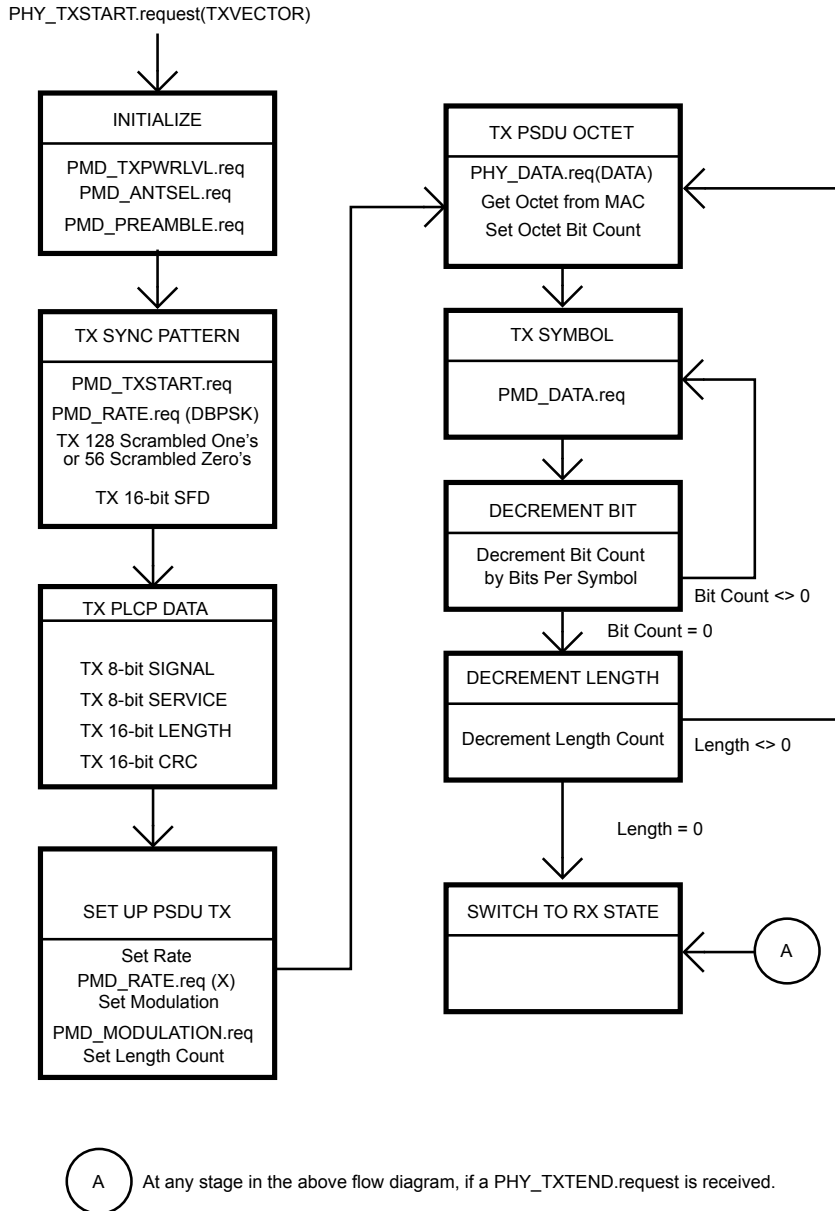 PHY_TXSTART.request(TXVECTOR)
INITIALIZE
PMD_TXPWRLVL.req
PMD_ANTSEL.req
PMD_PREAMBLE.req
TX SYNC PATTERN
PMD_TXSTART.req
PMD_RATE.req (DBPSK)
TX 128 Scrambled One's
or 56 Scrambled Zero's
TX 16-bit SFD
TX PLCP DATA
TX 8-bit SIGNAL
TX 8-bit SERVICE
TX 16-bit LENGTH
TX 16-bit CRC
SET UP PSDU TX
Set Rate
PMD_RATE.req (X)
Set Modulation
PMD_MODULATION.req
Set Length Count
TX PSDU OCTET
PHY_DATA.req(DATA)
Get Octet from MAC
Set Octet Bit Count
TX SYMBOL
PMD_DATA.req
DECREMENT BIT
Decrement Bit Count
by Bits Per Symbol
Bit Count <> 0
Bit Count = 0
DECREMENT LENGTH
Decrement Length Count
Length <> 0
Length = 0
SWITCH TO RX STATE
A
A At any stage in the above flow diagram, if a PHY_TXTEND.request is received.